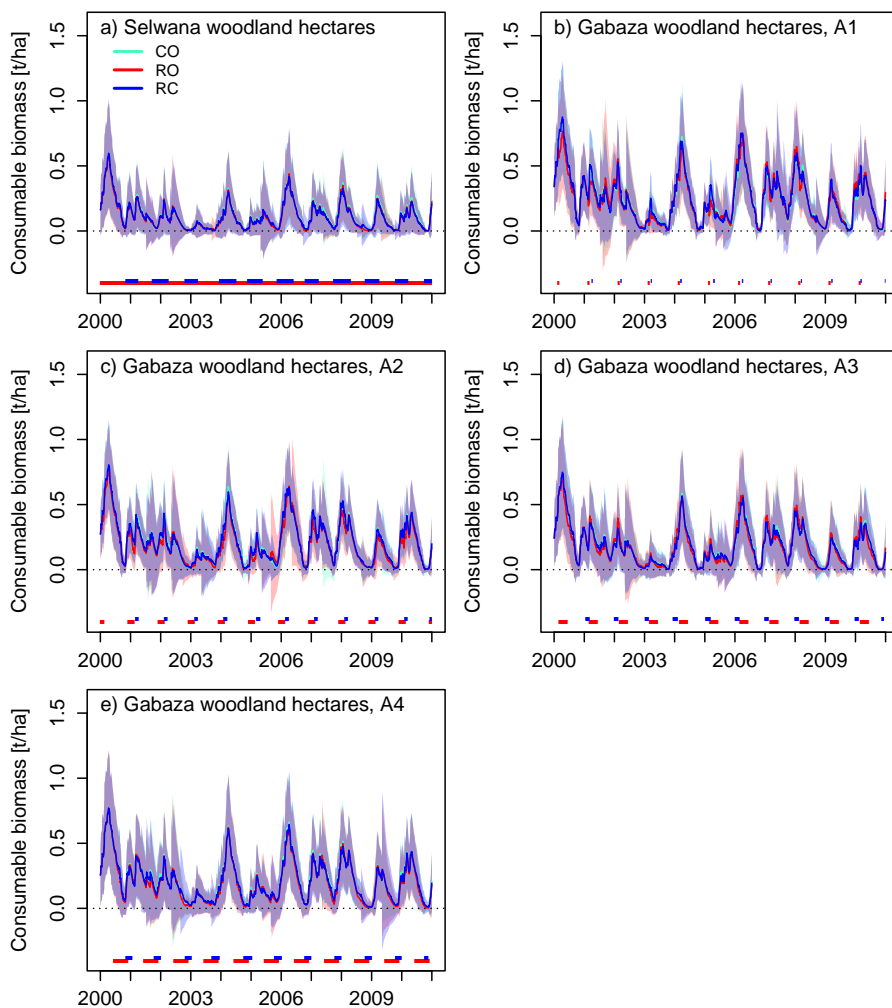 a) Selwana woodland hectares
CO
RO
RC
Consumable biomass [t/ha]
0.0 0.5 1.0 1.5
2000 2003 2006 2009
b) Gabaza woodland hectares, A1
Consumable biomass [t/ha]
0.0 0.5 1.0 1.5
2000 2003 2006 2009
c) Gabaza woodland hectares, A2
Consumable biomass [t/ha]
0.0 0.5 1.0 1.5
2000 2003 2006 2009
d) Gabaza woodland hectares, A3
Consumable biomass [t/ha]
0.0 0.5 1.0 1.5
2000 2003 2006 2009
e) Gabaza woodland hectares, A4
Consumable biomass [t/ha]
0.0 0.5 1.0 1.5
2000 2003 2006 2009